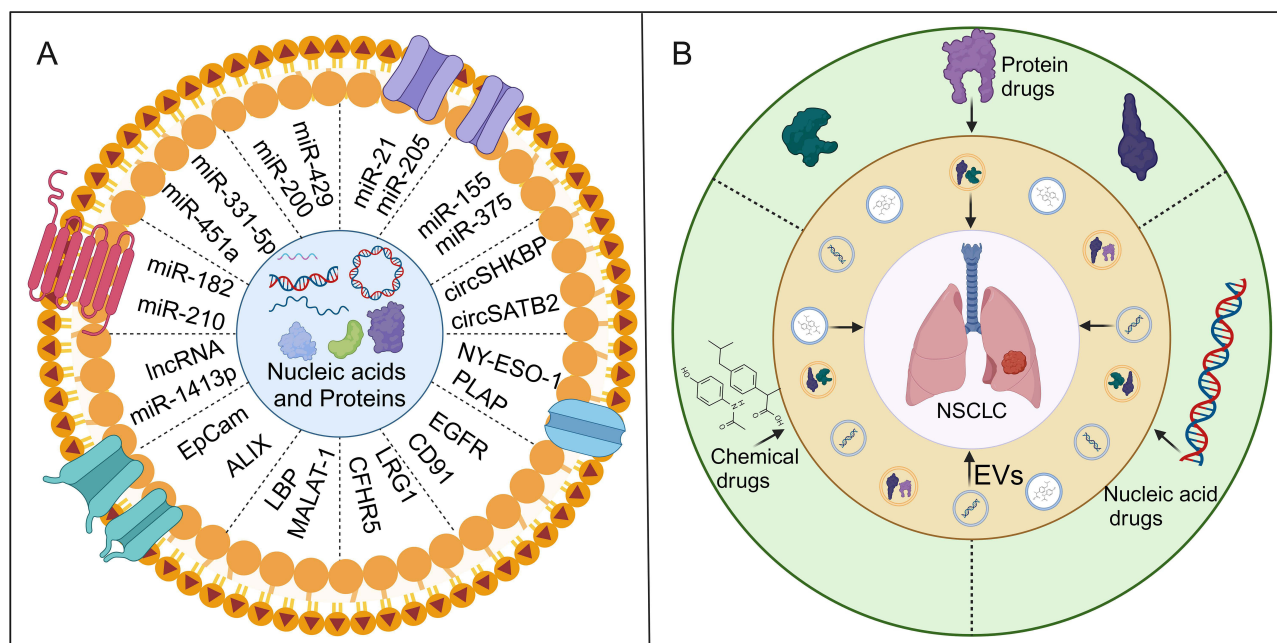 A
miR-21
miR-205
miR-155
miR-375
circSHKBP
circSATB2
NY-ESO-1
PLAP
EGFR
CD91
LRG1
CFHR5
MALAT-1
LBP
ALIX
EpCam
miR-1413p
lncRNA
miR-210
miR-182
miR-451a
miR-331-5p
miR-200
miR-429
Nucleic acids
and Proteins
B
Protein
drugs
NSCLC
EVs
HO
N
H
O
O
OH
Chemical
drugs
Nucleic acid
drugs